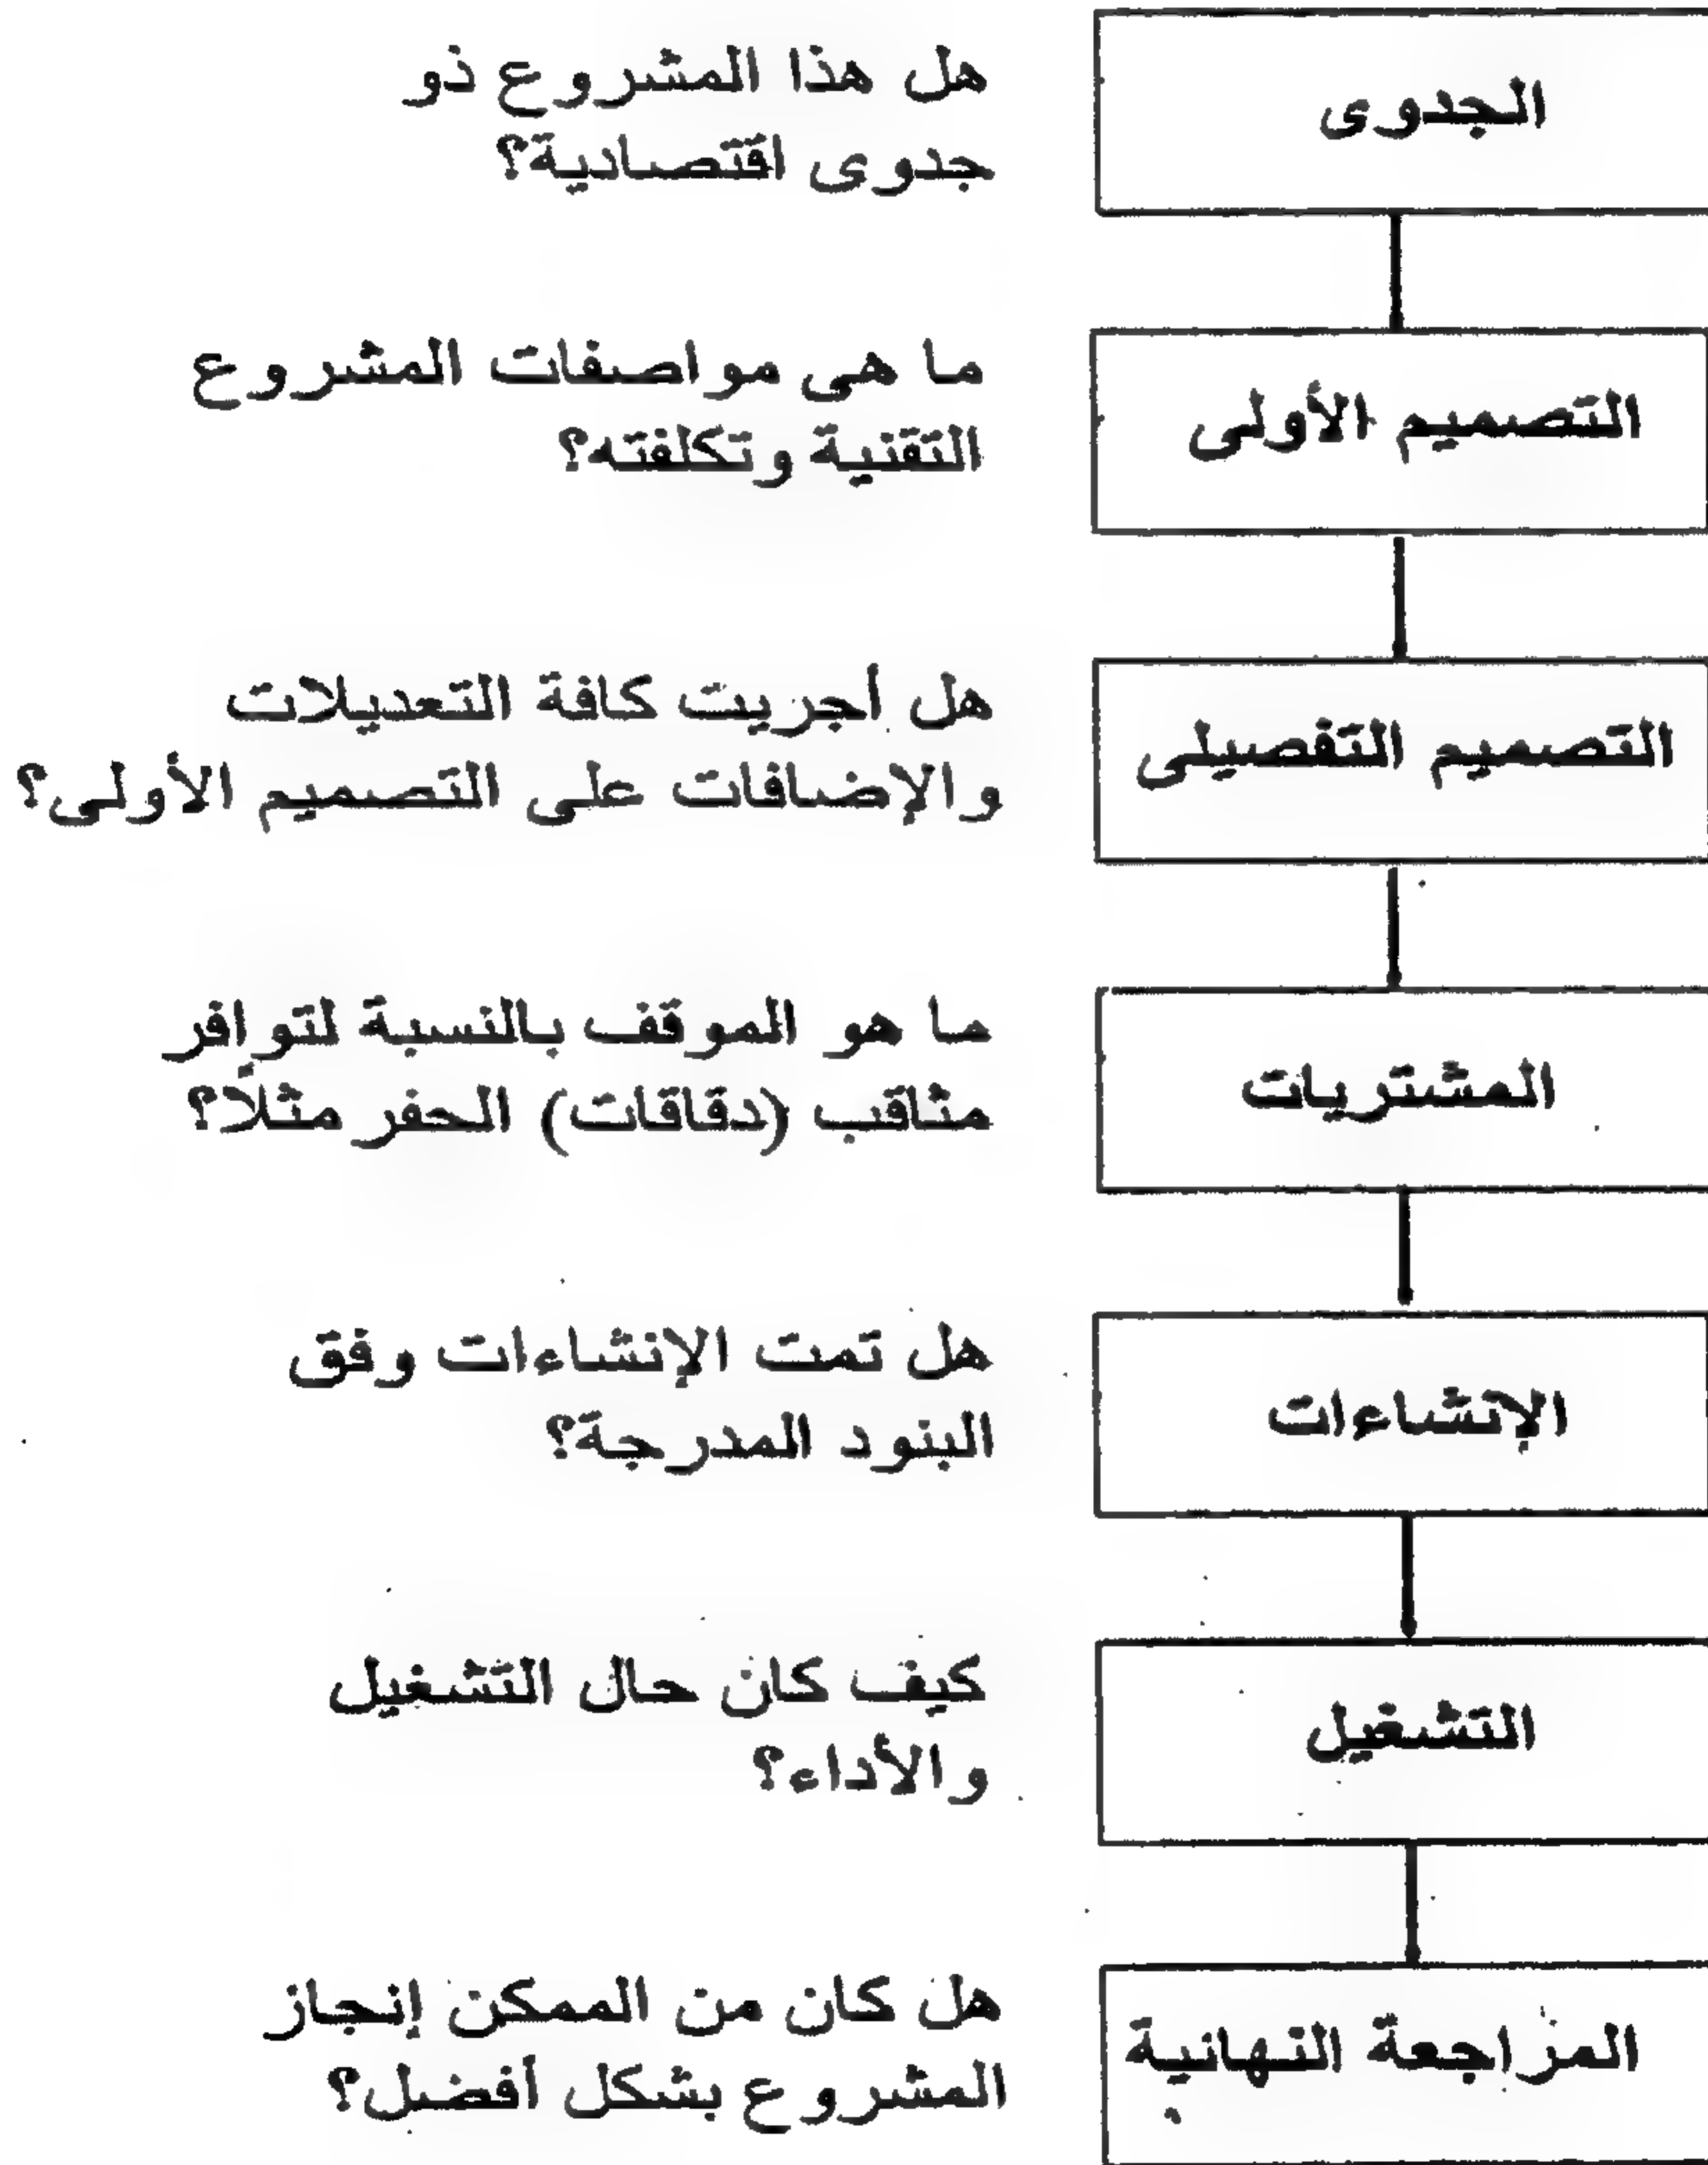 الجدوى
هل هذا المشروع ذو
جدوى اقتصادية؟
التصميم الأولى
ما هى مواصفات المشروع
التقنية وتكلفته؟
التصميم التفصيلى
هل أجريت كافة التعديلات
والإضافات على التصميم الأولى؟
المشتريات
ما هو الموقف بالنسبة لتوافر
مثاقب (دقاقات) الحفر مثلاً؟
الإنشاءات
هل تمت الإنشاءات وفق
البنود المدرجة؟
التشغيل
كيف كان حال التشغيل
والأداء؟
المراجعة النهائية
هل كان من الممكن إنجاز
المشروع بشكل أفضل؟